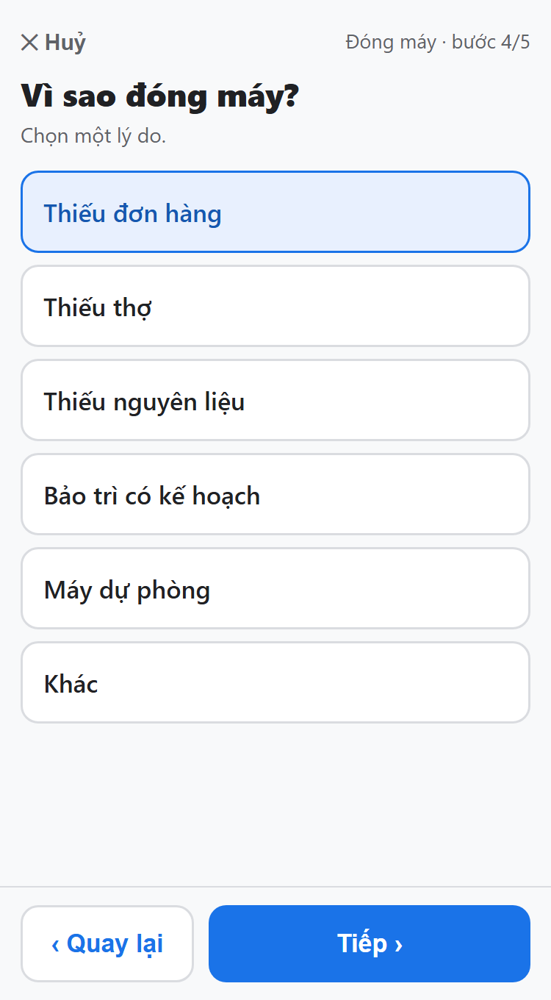 ✕ Huỷ
Đóng máy · bước 4/5
Vì sao đóng máy?
Chọn một lý do.
Thiếu đơn hàng
Thiếu thợ
Thiếu nguyên liệu
Bảo trì có kế hoạch
Máy dự phòng
Khác
‹ Quay lại
Tiếp ›